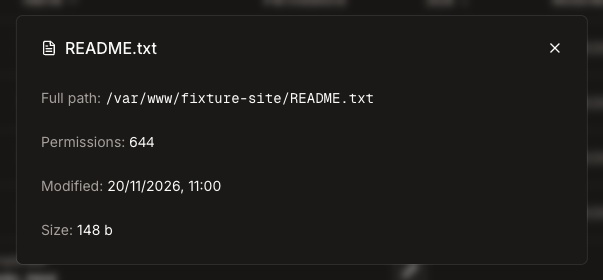 README.txt
Full path: /var/www/fixture-site/README.txt
Permissions: 644
Modified: 20/11/2026, 11:00
Size: 148 b